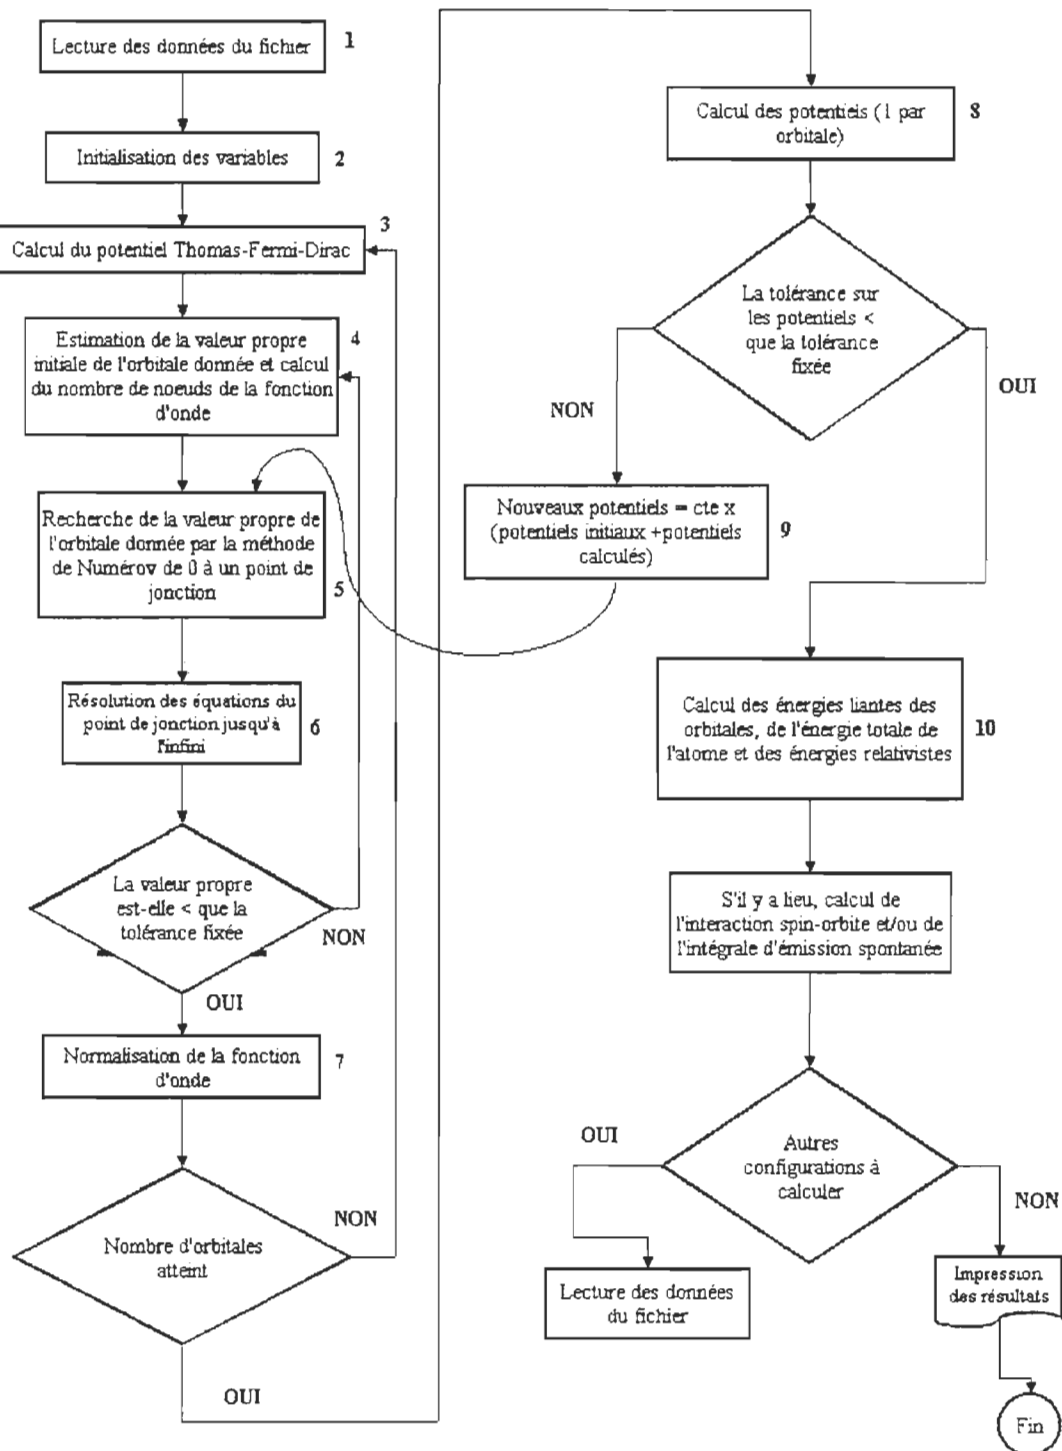 Lecture des données du fichier
1
Initialisation des variables
2
3
Calcul du potentiel Thomas-Fermi-Dirac
Estimation de la valeur propre
initiale de l'orbitale donnée et calcul
du nombre de noeuds de la fonction
d'onde
4
Recherche de la valeur propre de
l'orbitale donnée par la méthode
de Numérov de 0 à un point de
jonction
5
Résolution des équations du
point de jonction jusqu'à
l'infini
6
La valeur propre
est-elle < que la
tolérance fixée
NON
OUI
Normalisation de la fonction
d'onde
7
NON
Nombre d'orbitales
atteint
OUI
Calcul des potentiels (1 par
orbitale)
8
La tolérance sur
les potentiels <
que la tolérance
fixée
NON
OUI
Nouveaux potentiels = cte x
(potentiels initiaux +potentiels
calculés)
9
Calcul des énergies liantes des
orbitales, de l'énergie totale de
l'atome et des énergies relativistes
10
S'il y a lieu, calcul de
l'interaction spin-orbite et/ou de
l'intégrale d'émission spontanée
OUI
Autres
configurations à
calculer
NON
Lecture des données
du fichier
Impression
des résultats
Fin